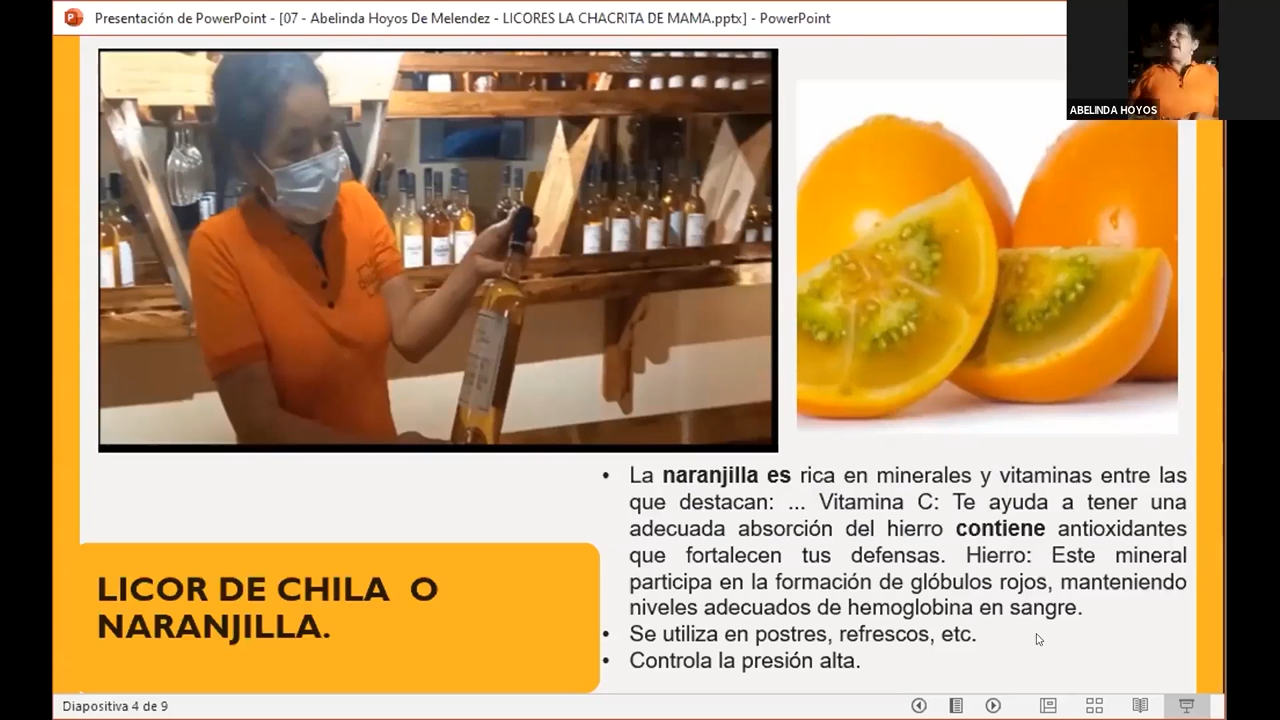 Presentación de PowerPoint - [07 - Abelinda Hoyos De Melendez - LICORES LA CHACRITA DE MAMA.pptx] - PowerPoint
ABELINDA HOYOS
• La naranjilla es rica en minerales y vitaminas entre las
que destacan: ... Vitamina C: Te ayuda a tener una
adecuada absorción del hierro contiene antioxidantes
que fortalecen tus defensas. Hierro: Este mineral
participa en la formación de glóbulos rojos, manteniendo
niveles adecuados de hemoglobina en sangre.
• Se utiliza en postres, refrescos, etc.
• Controla la presión alta.
LICOR DE CHILA O
NARANJILLA.
Diapositiva 4 de 9